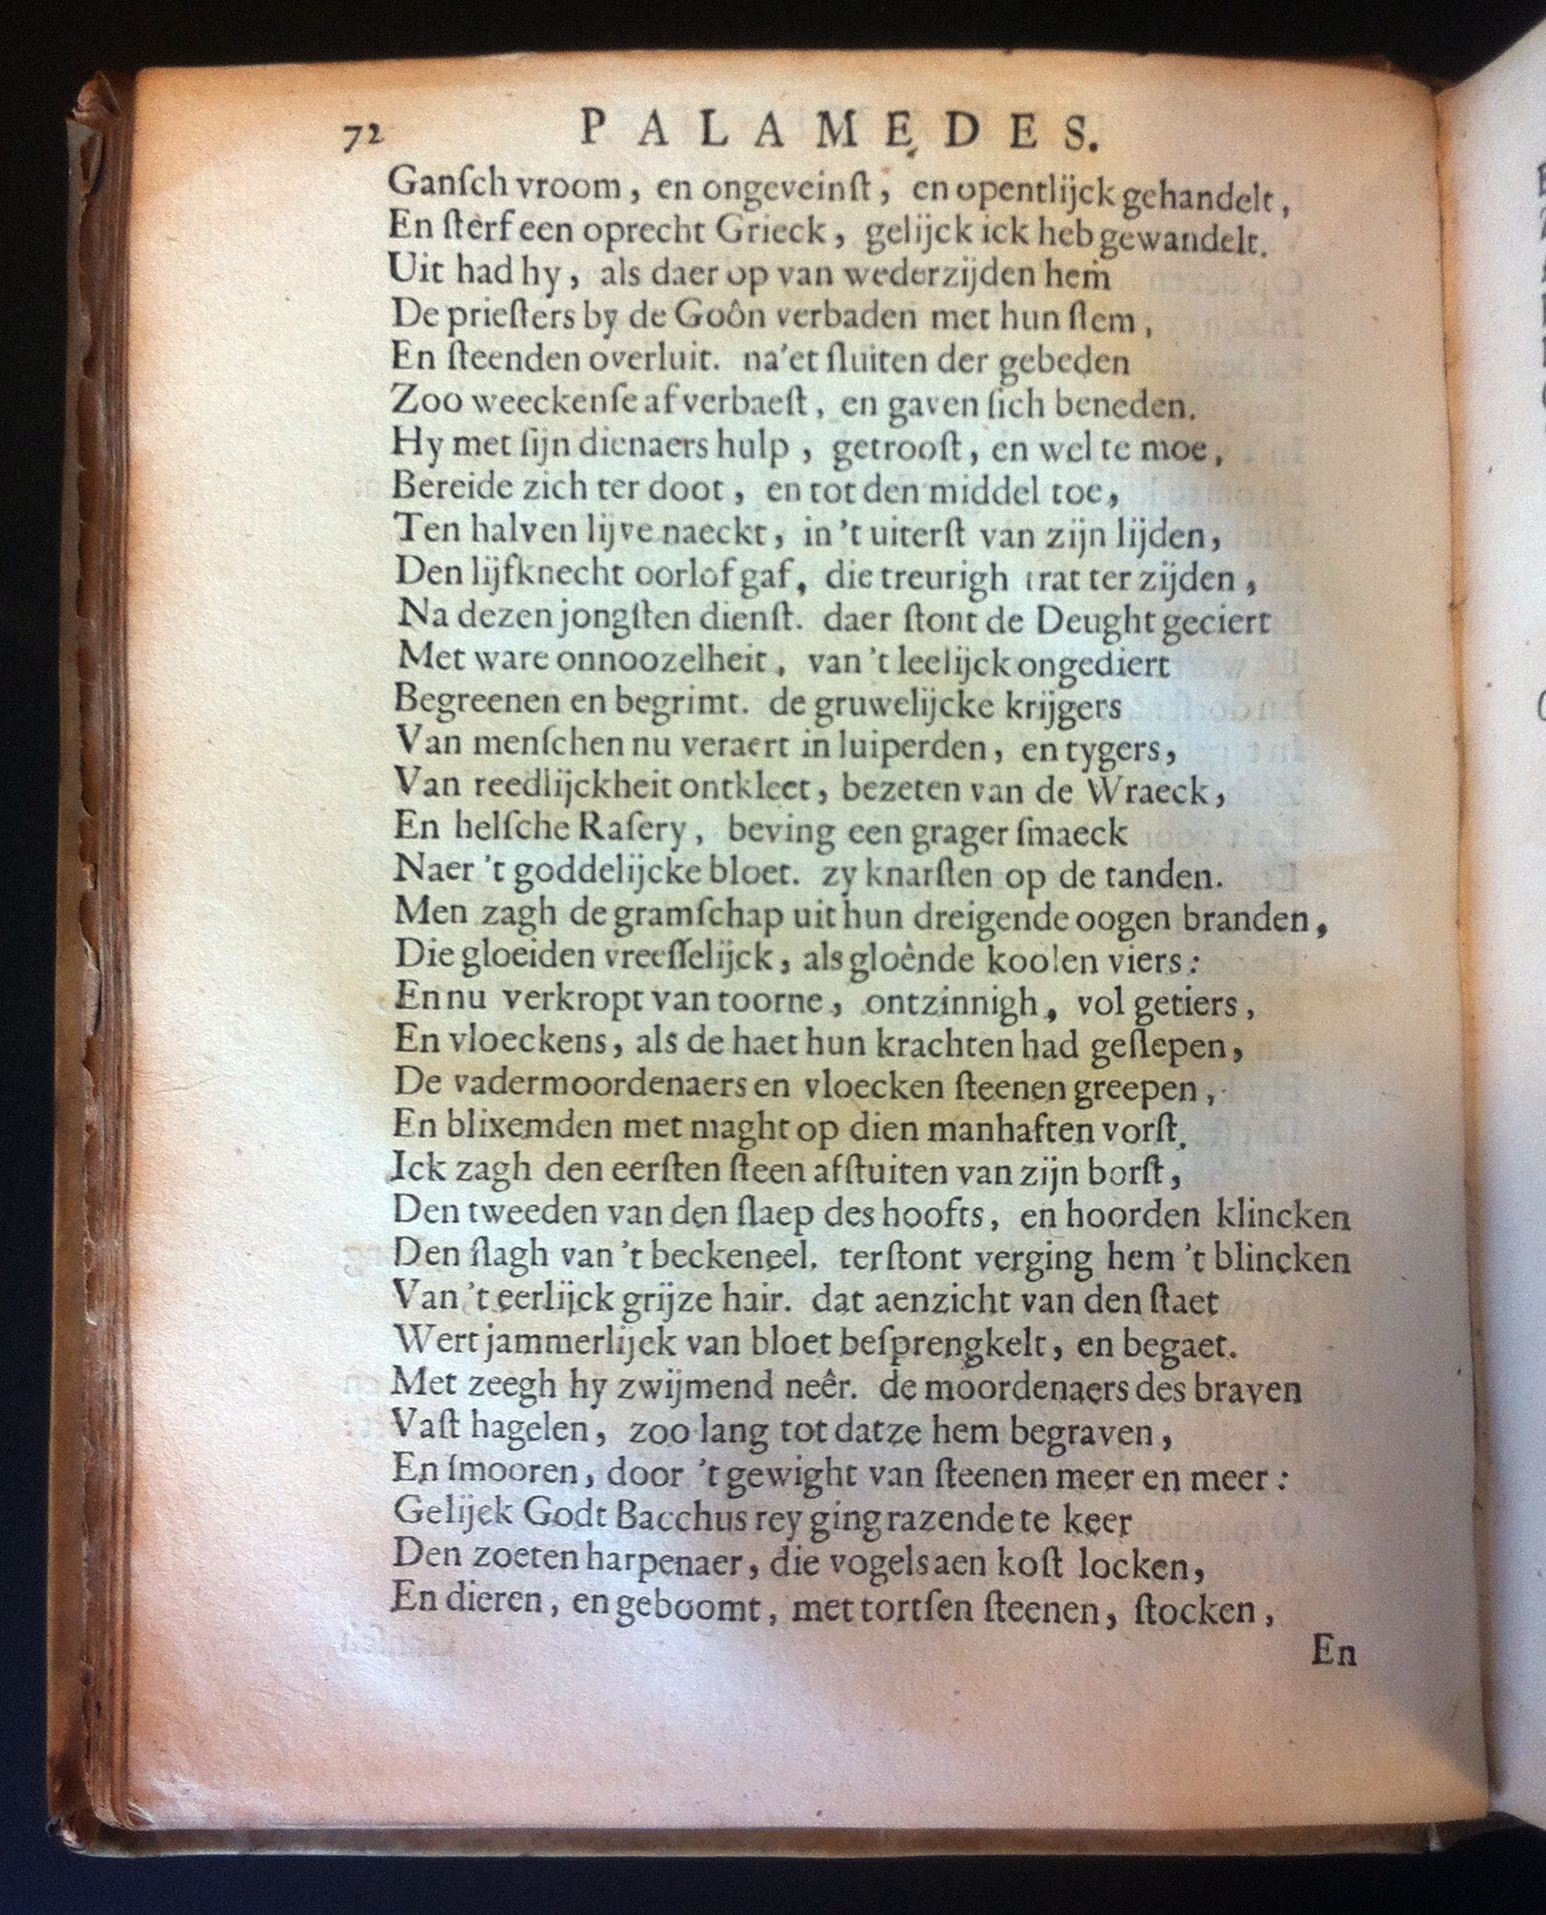 72 PALAMEDES.
Ganſch vroom, en ongeveinſt, en opentlijck gehandelt,
En ſterf een oprecht Grieck, gelijck ick heb gewandelt.
Uit had hy, als daer op van wederzijden hem
De prieſters by de Goôn verbaden met hun ſtem,
En ſteenden overluit. na'et ſluiten der gebeden
Zoo weeckenſe af verbaeſt, en gaven ſich beneden.
Hy met ſijn dienaers hulp, getrooſt, en wel te moe,
Bereide zich ter doot, en tot den middel toe,
Ten halven lijve naeckt, in 't uiterſt van zijn lijden,
Den lijfknecht oorlof gaf, die treurigh trat ter zijden,
Na dezen jongſten dienſt. daer ſtont de Deught geciert
Met ware onnoozelheit, van 't leelijck ongediert
Begreenen en begrimt. de gruwelijcke krijgers
Van menſchen nu veraert in luiperden, en tygers,
Van reedlijckheit ontkleet, bezeten van de Wraeck,
En helſche Raſery, beving een grager ſmaeck
Naer 't goddelijcke bloet. zy knarſten op de tanden.
Men zagh de gramſchap uit hun dreigende oogen branden,
Die gloeiden vreeſſelijck, als gloênde koolen viers:
En nu verkropt van toorne, ontzinnigh, vol getiers,
En vloeckens, als de haet hun krachten had geſlepen,
De vadermoordenaers en vloecken ſteenen greepen,
En blixemden met maght op dien manhaften vorſt.
Ick zagh den eerſten ſteen afſtuiten van zijn borſt,
Den tweeden van den ſlaep des hoofts, en hoorden klincken
Den ſlagh van 't beckeneel. terſtont verging hem 't blincken
Van 't eerlijck grijze hair. dat aenzicht van den ſtaet
Wert jammerlijck van bloet beſprengkelt, en begaet.
Met zeegh hy zwijmend neêr. de moordenaers des braven
Vaſt hagelen, zoo lang tot datze hem begraven,
En ſmooren, door 't gewight van ſteenen meer en meer:
Gelijck Godt Bacchus rey ging razende te keer
Den zoeten harpenaer, die vogels aen koſt locken,
En dieren, en geboomt, met tortſen ſteenen, ſtocken,
En